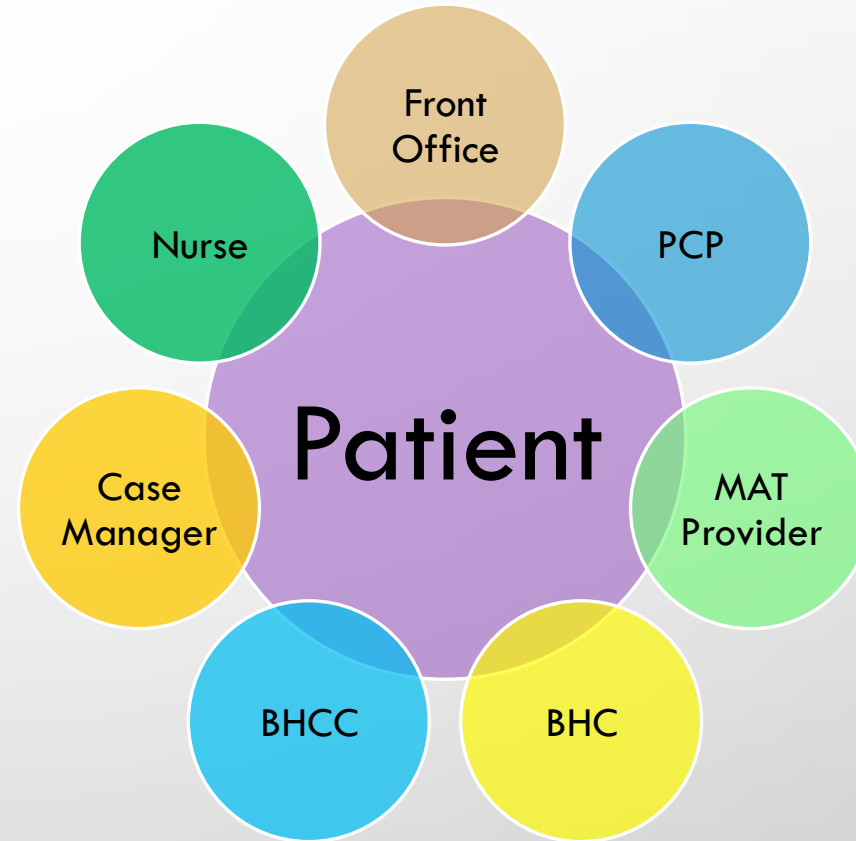 Front
Office
Nurse
PCP
Patient
Case
Manager
MAT
Provider
BHCC
BHC